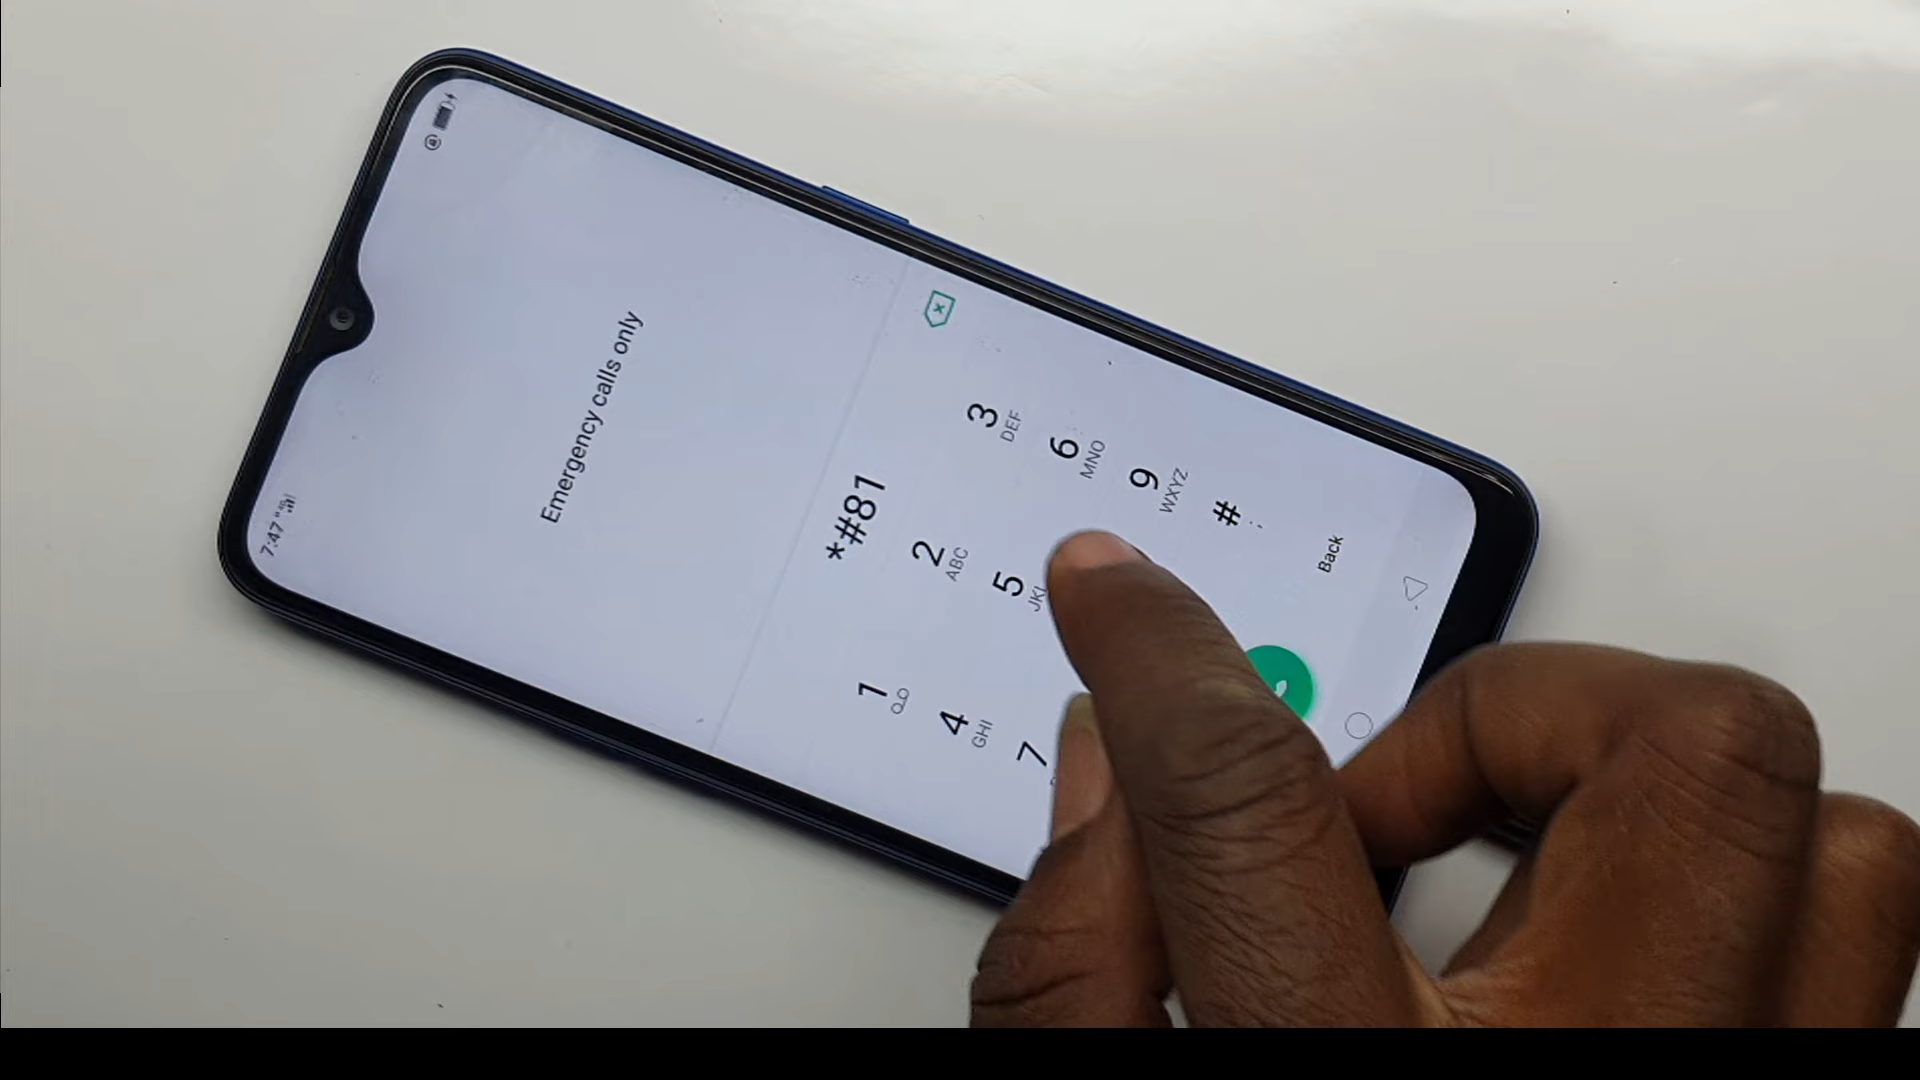 7:47
Emergency calls only
*#81
1
2
ABC
3
DEF
4
GHI
5
JKL
6
MNO
7
9
WXYZ
#
;
Back